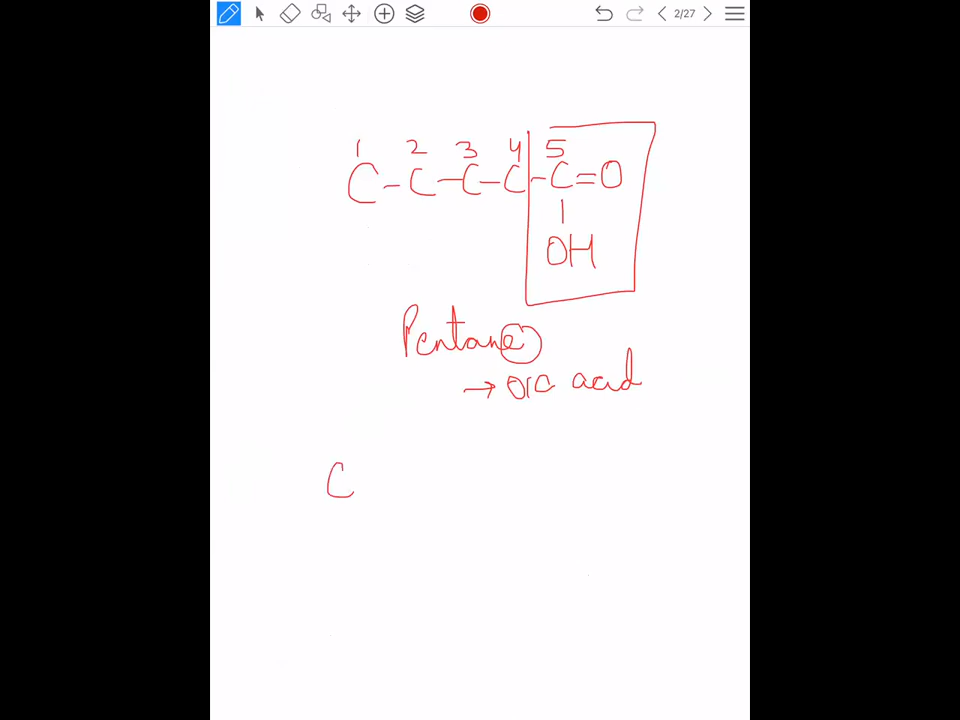 2/27
1 2 3 4 5
C - C - C - C - C = O
|
OH
Pentane
→ oic acid
C